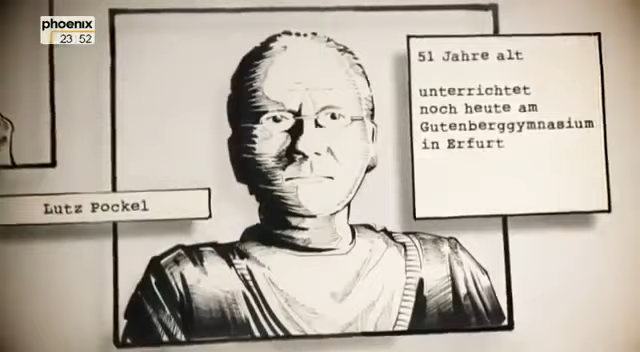 phoenix
23:52
51 Jahre alt
unterrichtet
noch heute am
Gutenberggymnasium
in Erfurt
Lutz Pockel